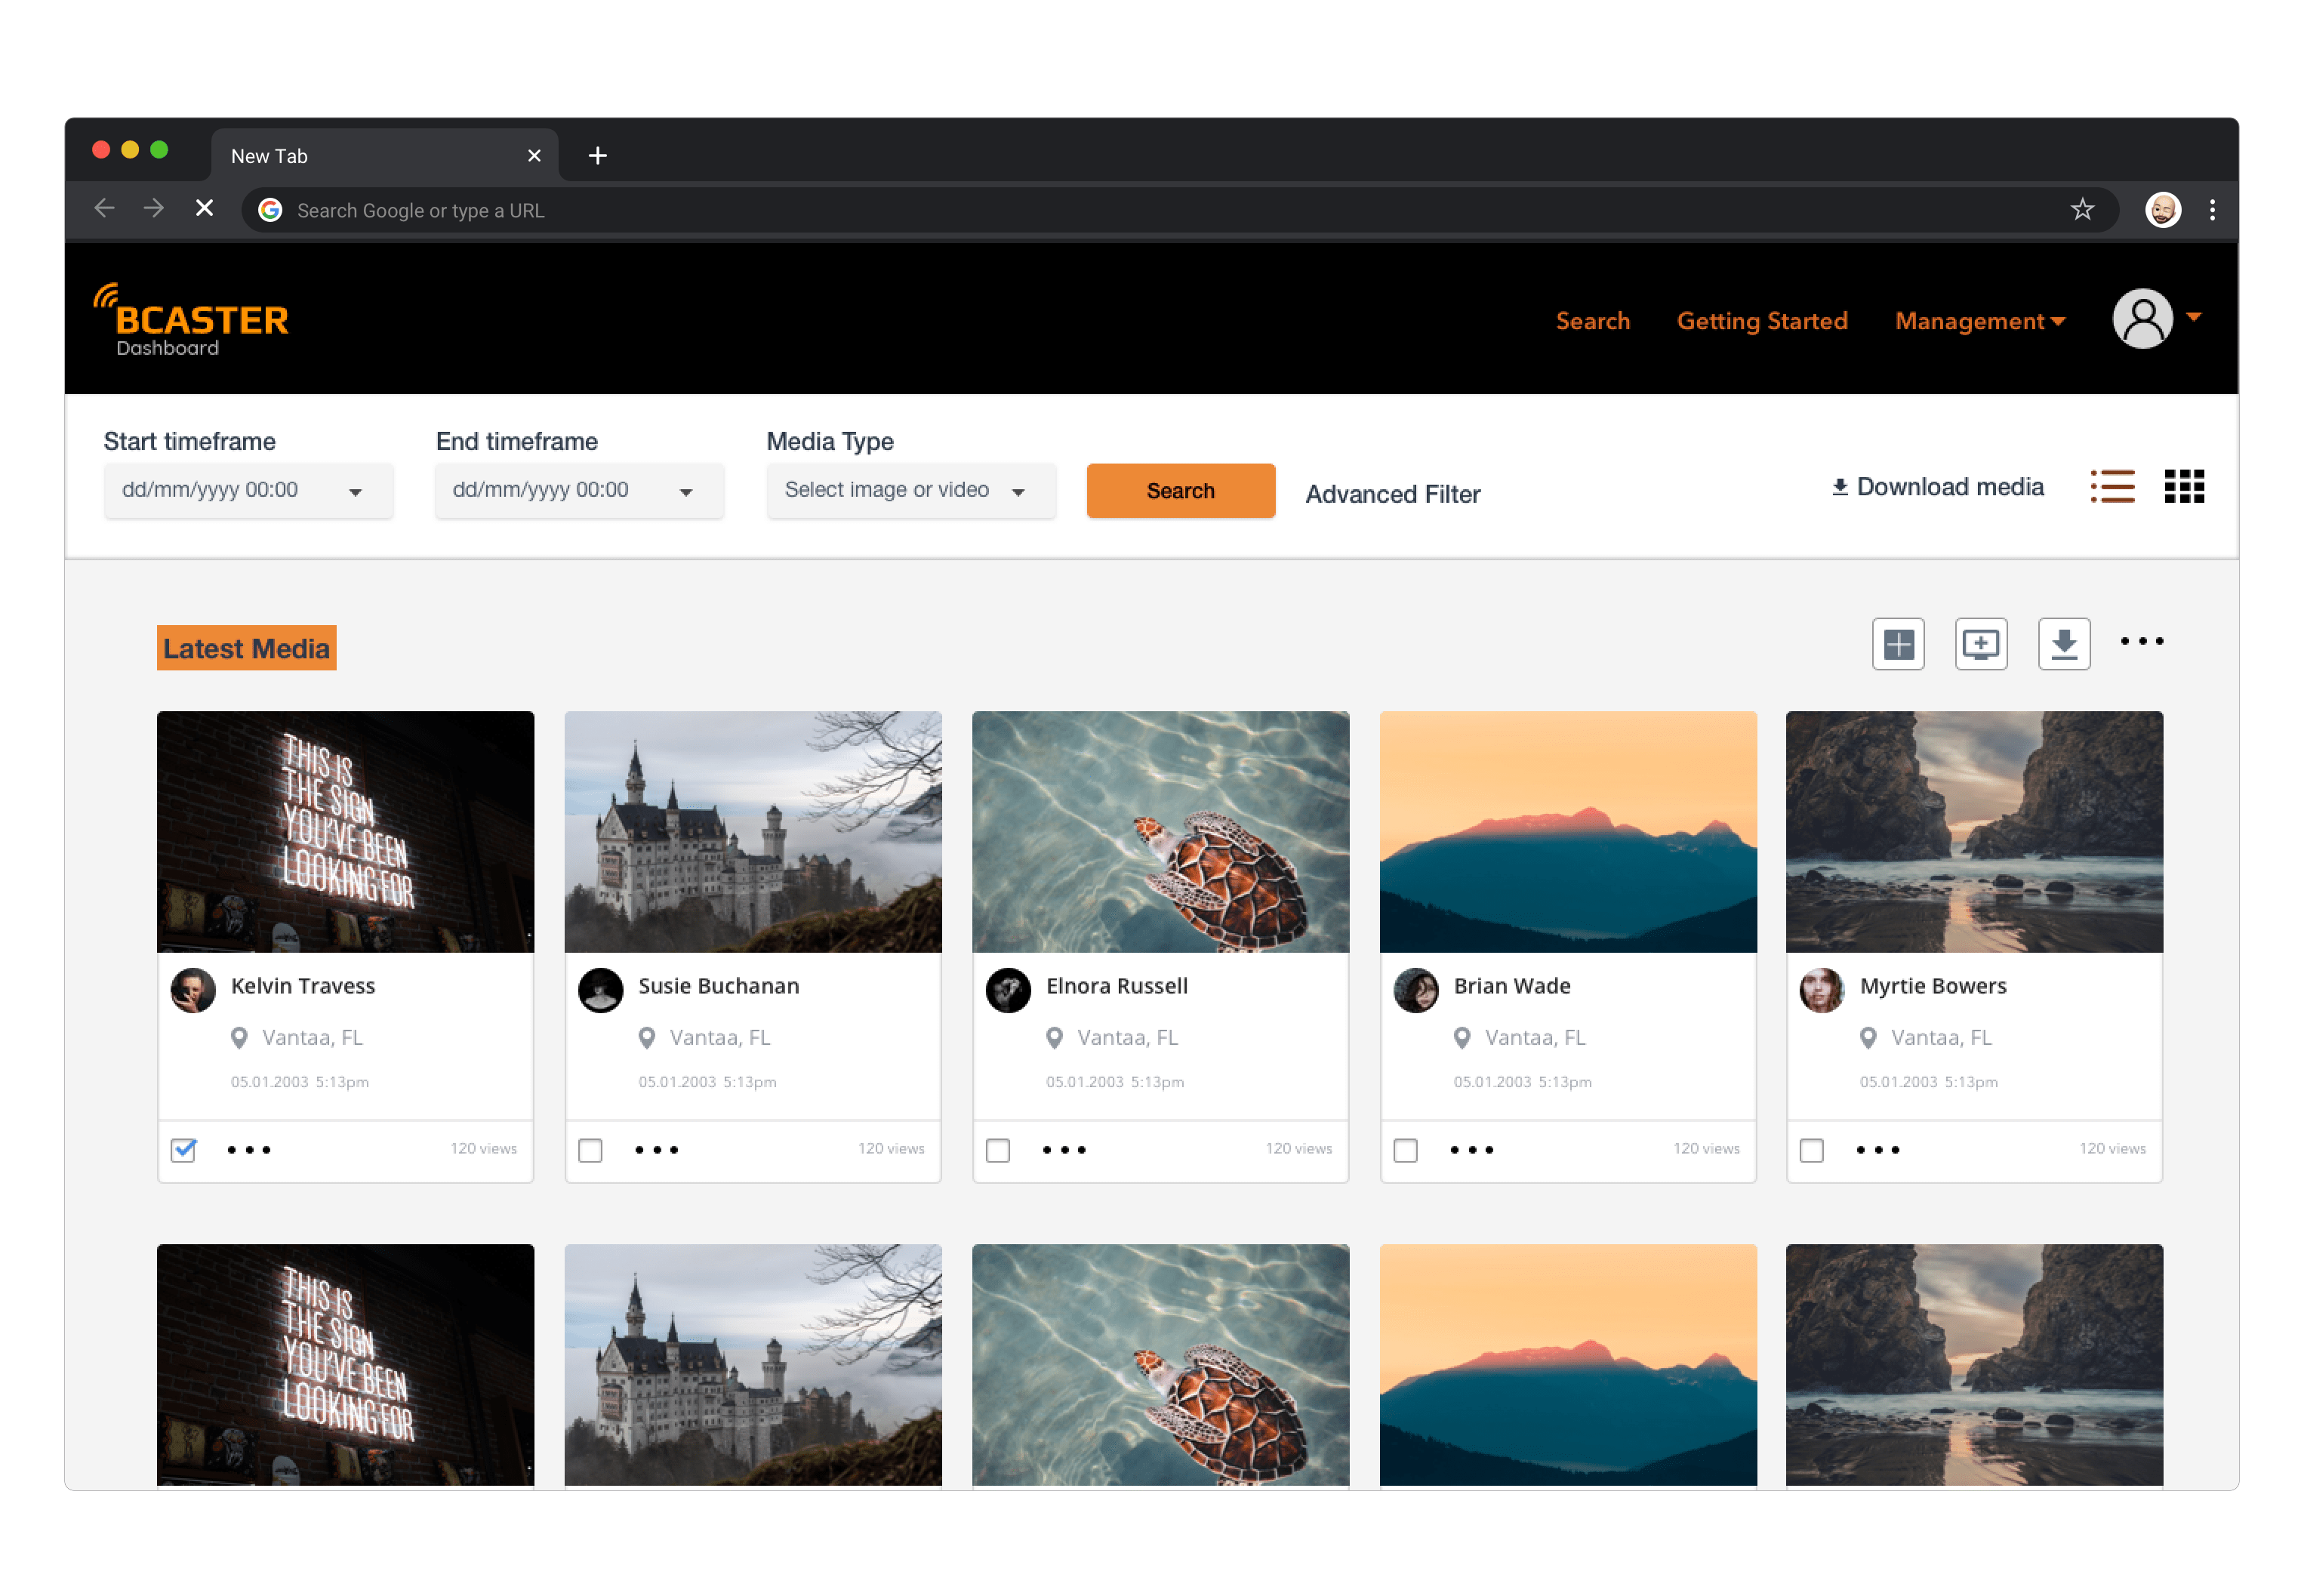 New Tab
Search Google or type a URL
BCASTER
Dashboard
Search Getting Started Management
Start timeframe End timeframe Media Type
dd/mm/yyyy 00:00 dd/mm/yyyy 00:00 Select image or video Search Advanced Filter Download media
Latest Media
THIS IS
THE SIGN
YOU'VE BEEN
LOOKING FOR
Kelvin Travess Susie Buchanan Elnora Russell Brian Wade Myrtie Bowers
Vantaa, FL Vantaa, FL Vantaa, FL Vantaa, FL Vantaa, FL
05.01.2003 5:13pm 05.01.2003 5:13pm 05.01.2003 5:13pm 05.01.2003 5:13pm 05.01.2003 5:13pm
120 views 120 views 120 views 120 views 120 views
THIS IS
THE SIGN
YOU'VE BEEN
LOOKING FOR